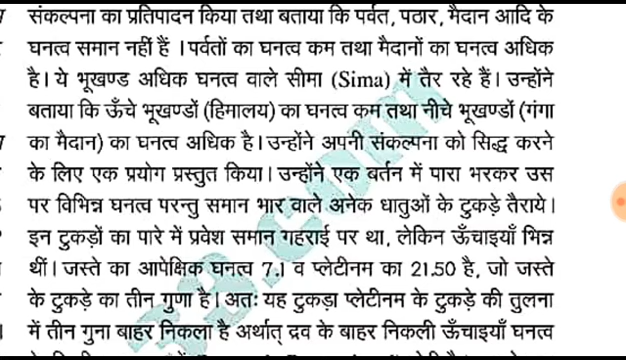 संकल्पना का प्रतिपादन किया तथा बताया कि पर्वत, पठार, मैदान आदि के
घनत्व समान नहीं हैं । पर्वतों का घनत्व कम तथा मैदानों का घनत्व अधिक
है। ये भूखण्ड अधिक घनत्व वाले सीमा (Sima) में तैर रहे हैं। उन्होंने
बताया कि ऊँचे भूखण्डों (हिमालय) का घनत्व कम तथा नीचे भूखण्डों (गंगा
का मैदान) का घनत्व अधिक है। उन्होंने अपनी संकल्पना को सिद्ध करने
के लिए एक प्रयोग प्रस्तुत किया। उन्होंने एक बर्तन में पारा भरकर उस
पर विभिन्न घनत्व परन्तु समान भार वाले अनेक धातुओं के टुकड़े तैराये।
इन टुकड़ों का पारे में प्रवेश समान गहराई पर था, लेकिन ऊँचाइयाँ भिन्न
थीं। जस्ते का आपेक्षिक घनत्व 7.1 व प्लेटीनम का 21.50 है, जो जस्ते
के टुकड़े का तीन गुणा है। अतः यह टुकड़ा प्लेटीनम के टुकड़े की तुलना
में तीन गुना बाहर निकला है अर्थात् द्रव के बाहर निकली ऊँचाइयाँ घनत्व